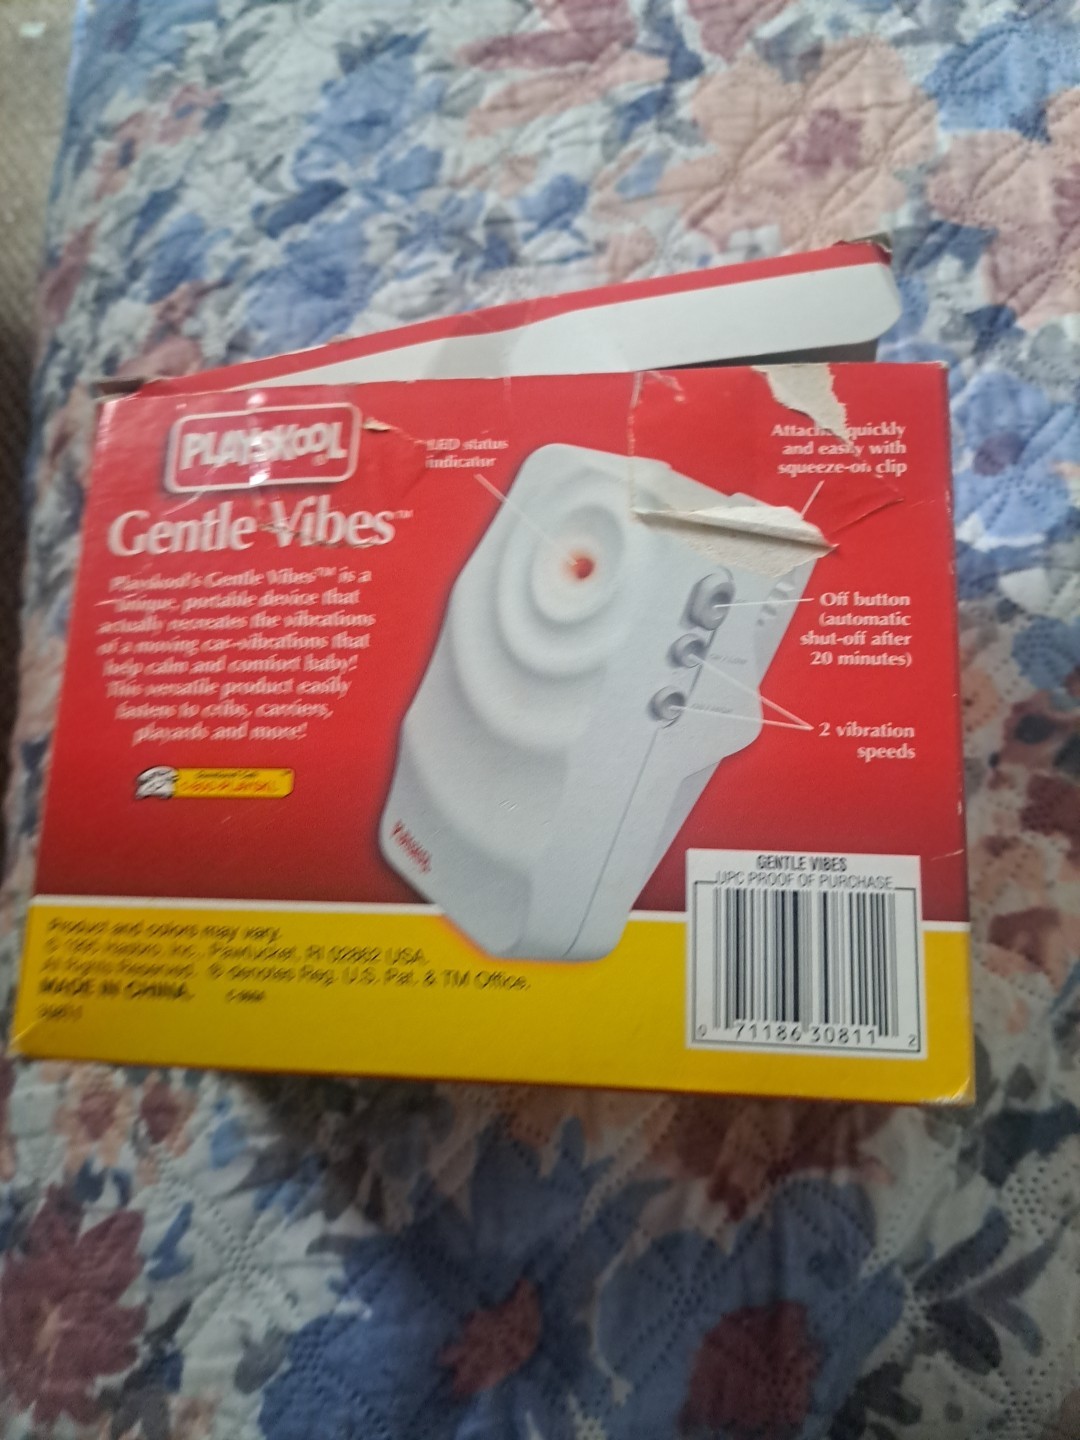 PLAYSKOOL
Gentle Vibes™
Playskool's Gentle Vibes™ is a
unique, portable device that
actually recreates the vibrations
of a moving car-vibrations that
help calm and comfort baby!
This versatile product easily
fastens to cribs, carriers,
playards and more!
LED status
indicator
Attac quickly
and easily with
squeeze-on clip
Off button
(automatic
shut-off after
20 minutes)
2 vibration
speeds
GENTLE VIBES
UPC PROOF OF PURCHASE
0 71186 30811 2
Product and colors may vary.
© Hasbro, Inc., Pawtucket, RI 02862 USA.
All Rights Reserved. ® denotes Reg. U.S. Pat. & TM Office.
MADE IN CHINA.